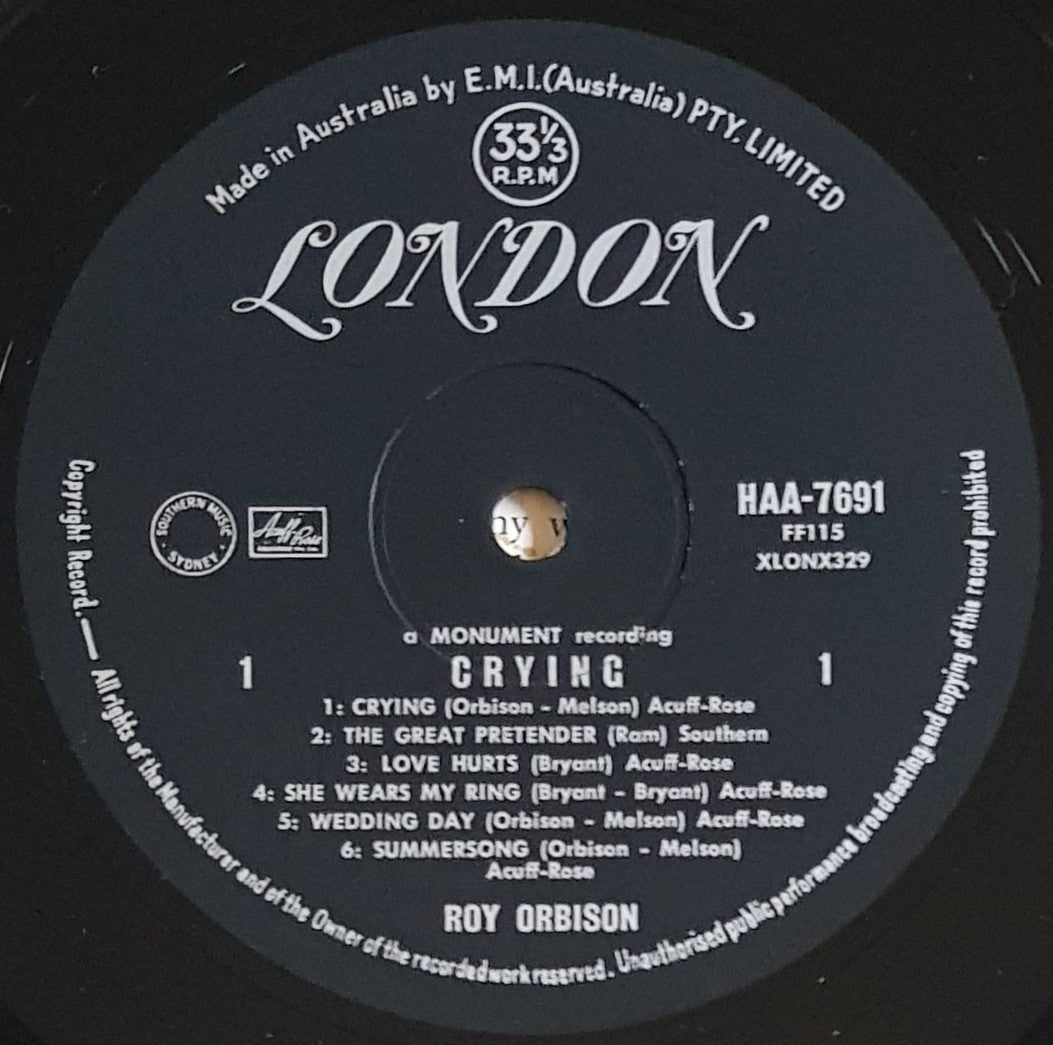 Made in Australia by E.M.I.(Australia) PTY. LIMITED
33⅓
R.P.M
LONDON
SOUTHERN MUSIC
SYDNEY
Acuff-Rose
HAA-7691
FF115
XLONX329
ny w
a MONUMENT recording
1 CRYING 1
1: CRYING (Orbison - Melson) Acuff-Rose
2: THE GREAT PRETENDER (Ram) Southern
3: LOVE HURTS (Bryant) Acuff-Rose
4: SHE WEARS MY RING (Bryant - Bryant) Acuff-Rose
5: WEDDING DAY (Orbison - Melson) Acuff-Rose
6: SUMMERSONG (Orbison - Melson)
Acuff-Rose
ROY ORBISON
Copyright Record. — All rights of the Manufacturer and of the Owner of the recorded work reserved. Unauthorised public performance broadcasting and copying of this record prohibited